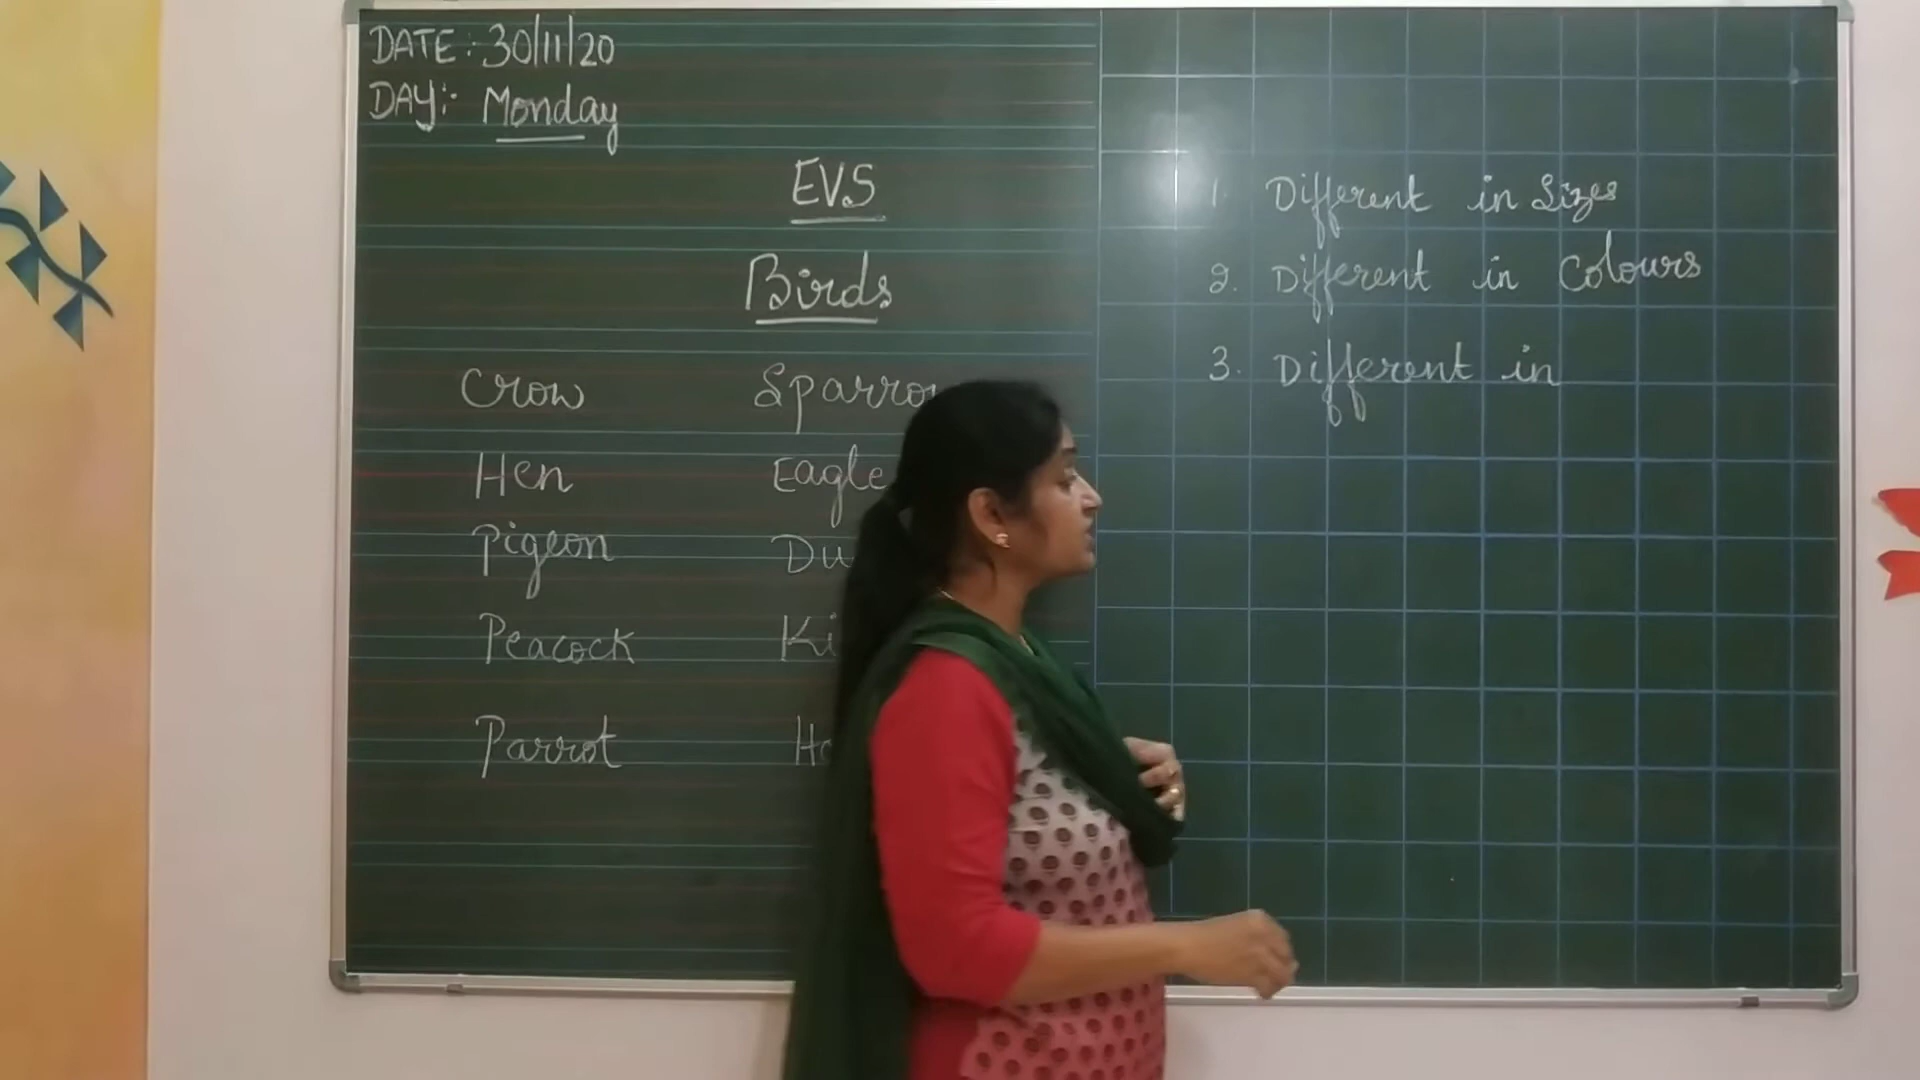 DATE: 30/11/20
DAY:- Monday
EVS
Birds
Crow
Hen Eagle
Pigeon
Peacock
Parrot
1. Different in Sizes
2. Different in Colours
3. Different in